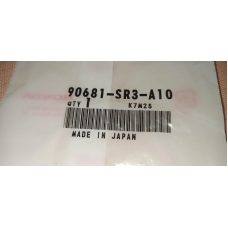 90681-SR3-A10
QTY 1 K7M25
MADE IN JAPAN